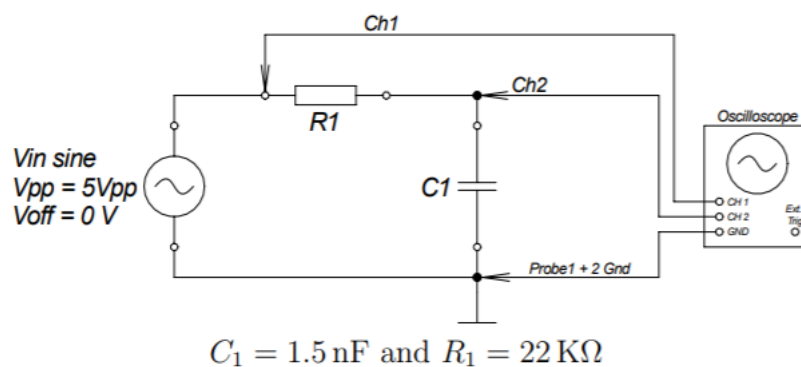 Ch1
Ch2
R1
Oscilloscope
Vin sine
Vpp = 5Vpp
Voff = 0 V
C1
CH 1
CH 2
GND
Ext.
Trig
Probe1 + 2 Gnd
C₁ = 1.5 nF and R₁ = 22 KΩ